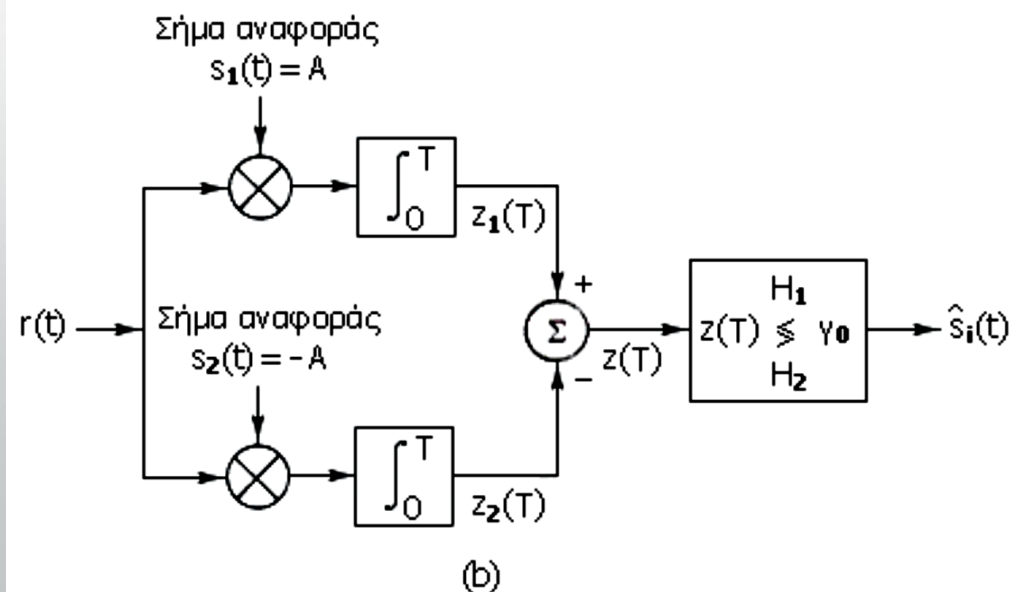 Σήμα αναφοράς
s₁(t) = A
∫₀ᵀ
z₁(T)
r(t)
Σήμα αναφοράς
s₂(t) = - A
+
Σ
-
z(T)
H₁
z(T) ≶ γ₀
H₂
ŝᵢ(t)
∫₀ᵀ
z₂(T)
(b)